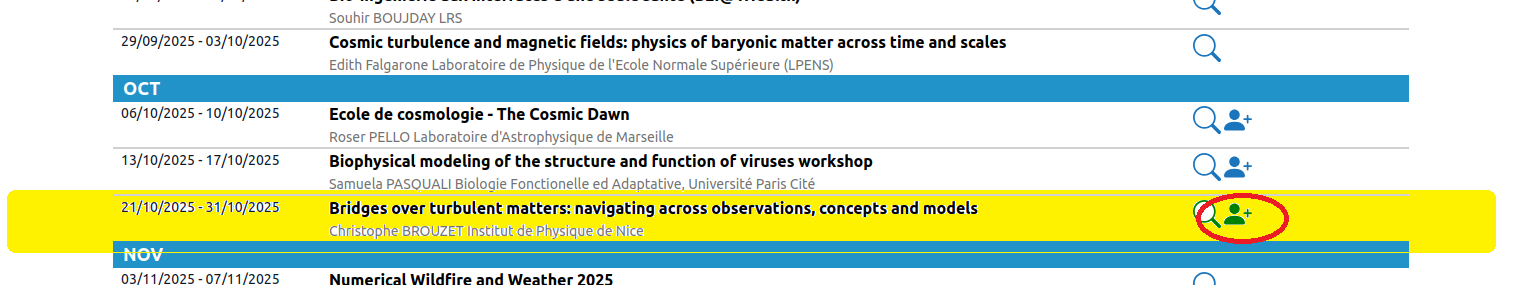 Souhir BOUJDAY LRS
29/09/2025 - 03/10/2025 Cosmic turbulence and magnetic fields: physics of baryonic matter across time and scales
Edith Falgarone Laboratoire de Physique de l'Ecole Normale Supérieure (LPENS)
OCT
06/10/2025 - 10/10/2025 Ecole de cosmologie - The Cosmic Dawn
Roser PELLO Laboratoire d'Astrophysique de Marseille
13/10/2025 - 17/10/2025 Biophysical modeling of the structure and function of viruses workshop
Samuela PASQUALI Biologie Fonctionelle ed Adaptative, Université Paris Cité
21/10/2025 - 31/10/2025 Bridges over turbulent matters: navigating across observations, concepts and models
Christophe BROUZET Institut de Physique de Nice
NOV
03/11/2025 - 07/11/2025 Numerical Wildfire and Weather 2025